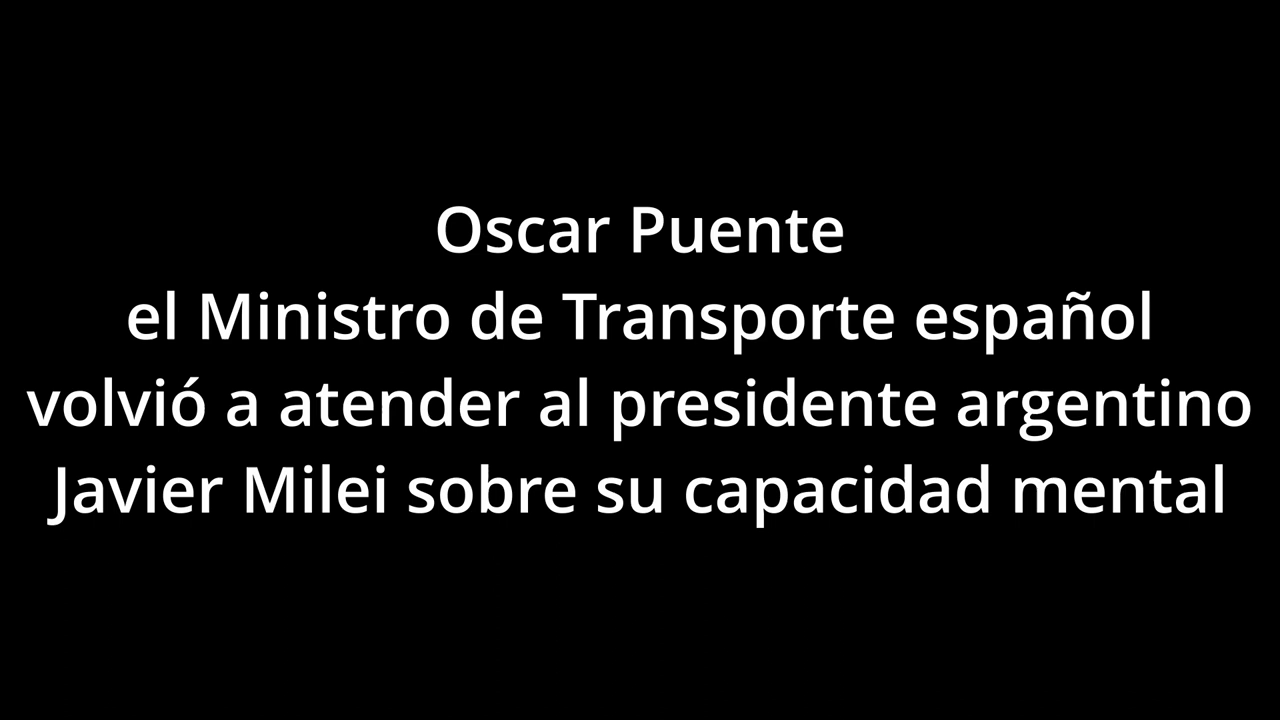 Oscar Puente
el Ministro de Transporte español
volvió a atender al presidente argentino
Javier Milei sobre su capacidad mental